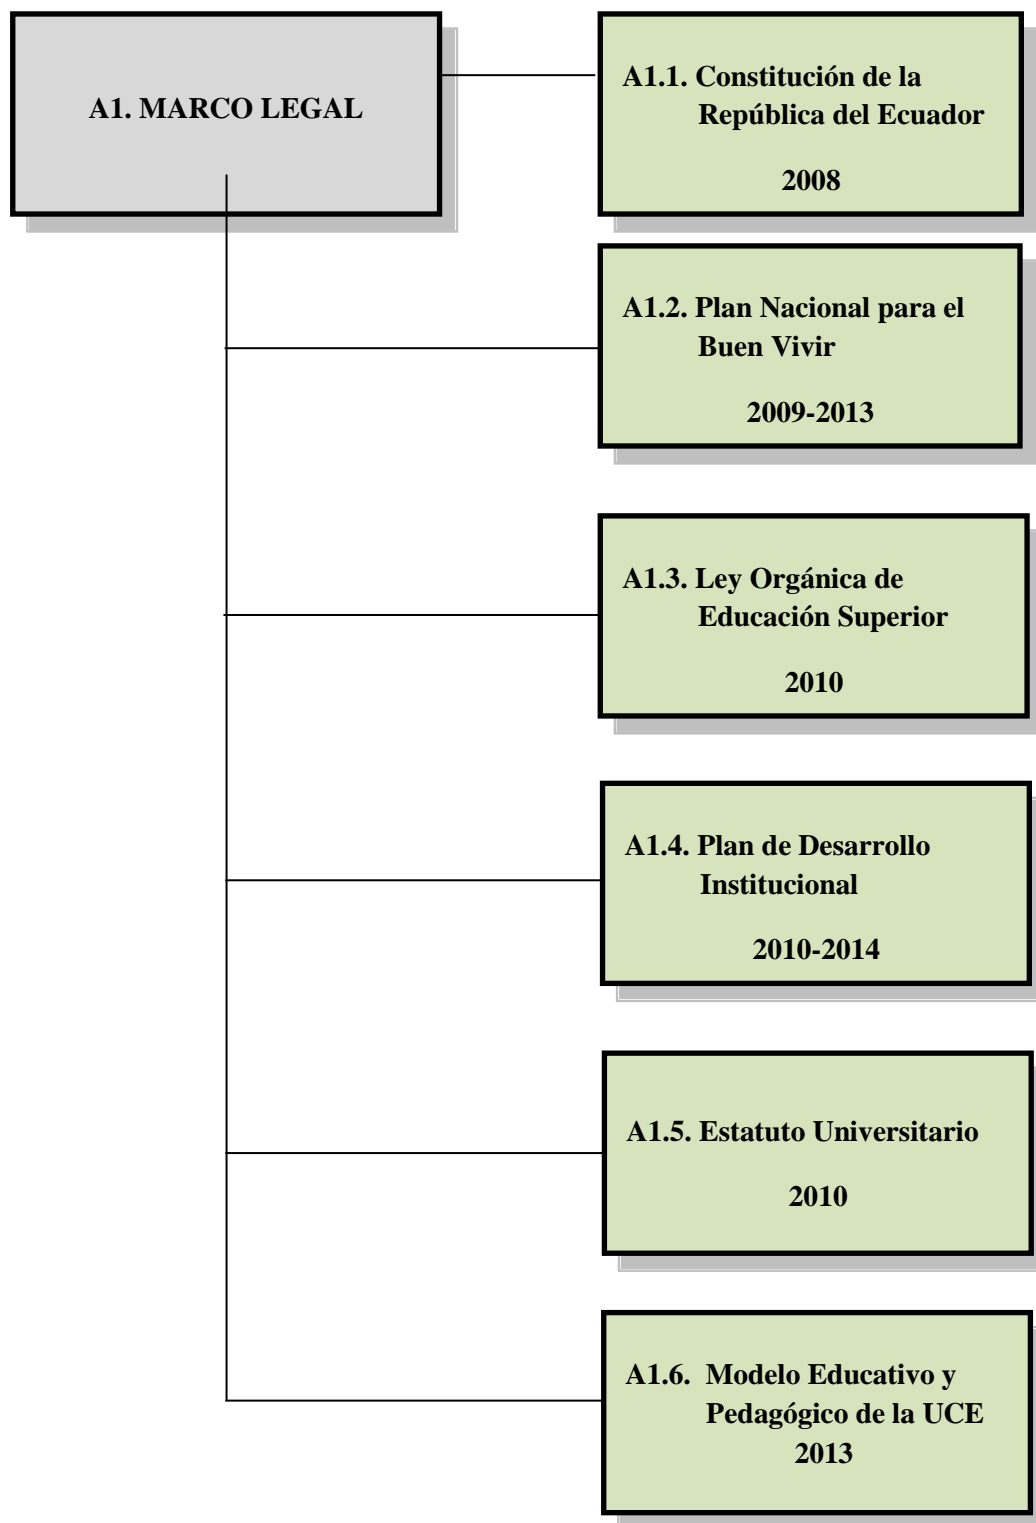 A1. MARCO LEGAL
A1.1. Constitución de la
República del Ecuador
2008
A1.2. Plan Nacional para el
Buen Vivir
2009-2013
A1.3. Ley Orgánica de
Educación Superior
2010
A1.4. Plan de Desarrollo
Institucional
2010-2014
A1.5. Estatuto Universitario
2010
A1.6. Modelo Educativo y
Pedagógico de la UCE
2013